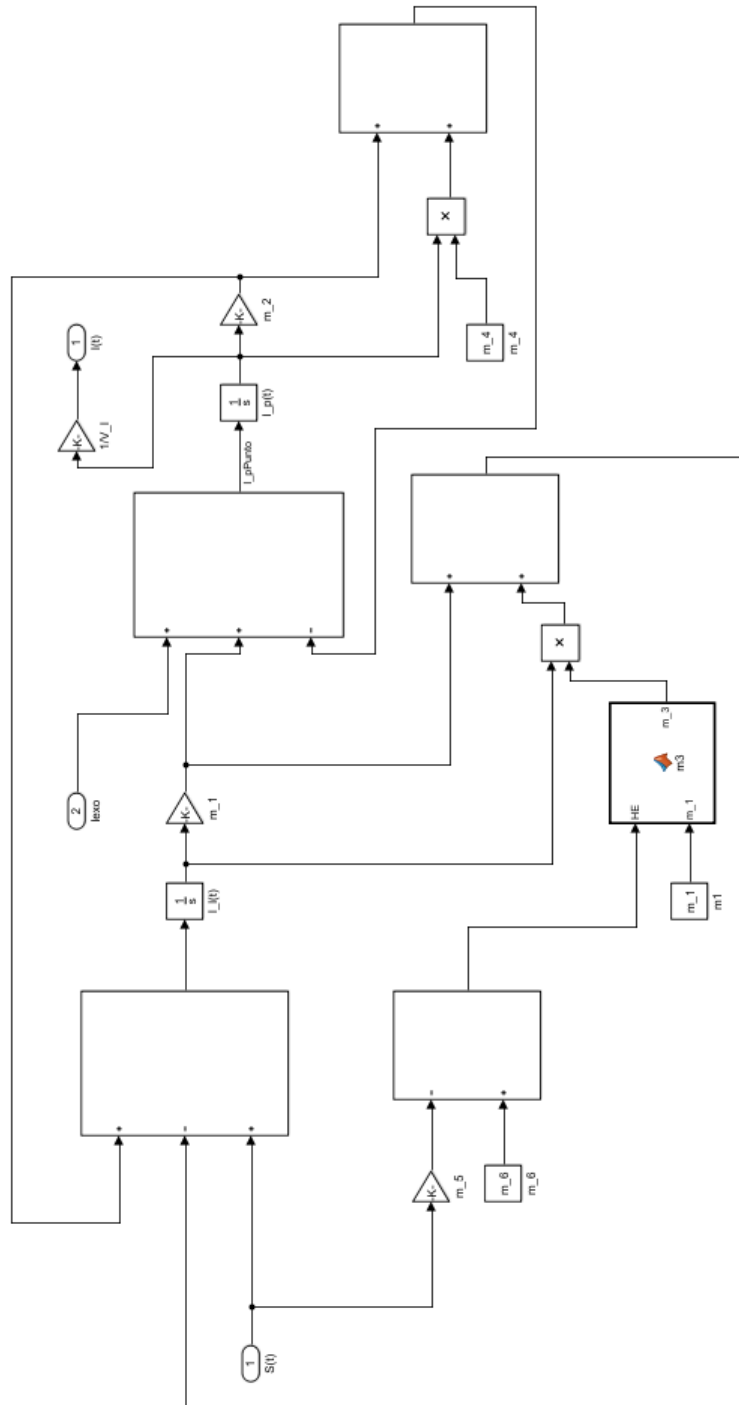 1
S(t)
+
−
+
1
s
I_I(t)
-K-
m_1
2
Iexo
+
+
−
I_pPunto
1
s
I_p(t)
-K-
1/V_I
1
I(t)
-K-
m_2
+
+
×
m_4
m_4
-K-
m_5
m_6
m_6
−
+
m_1
m1
HE
m_1
m3
m_3
×
+
+